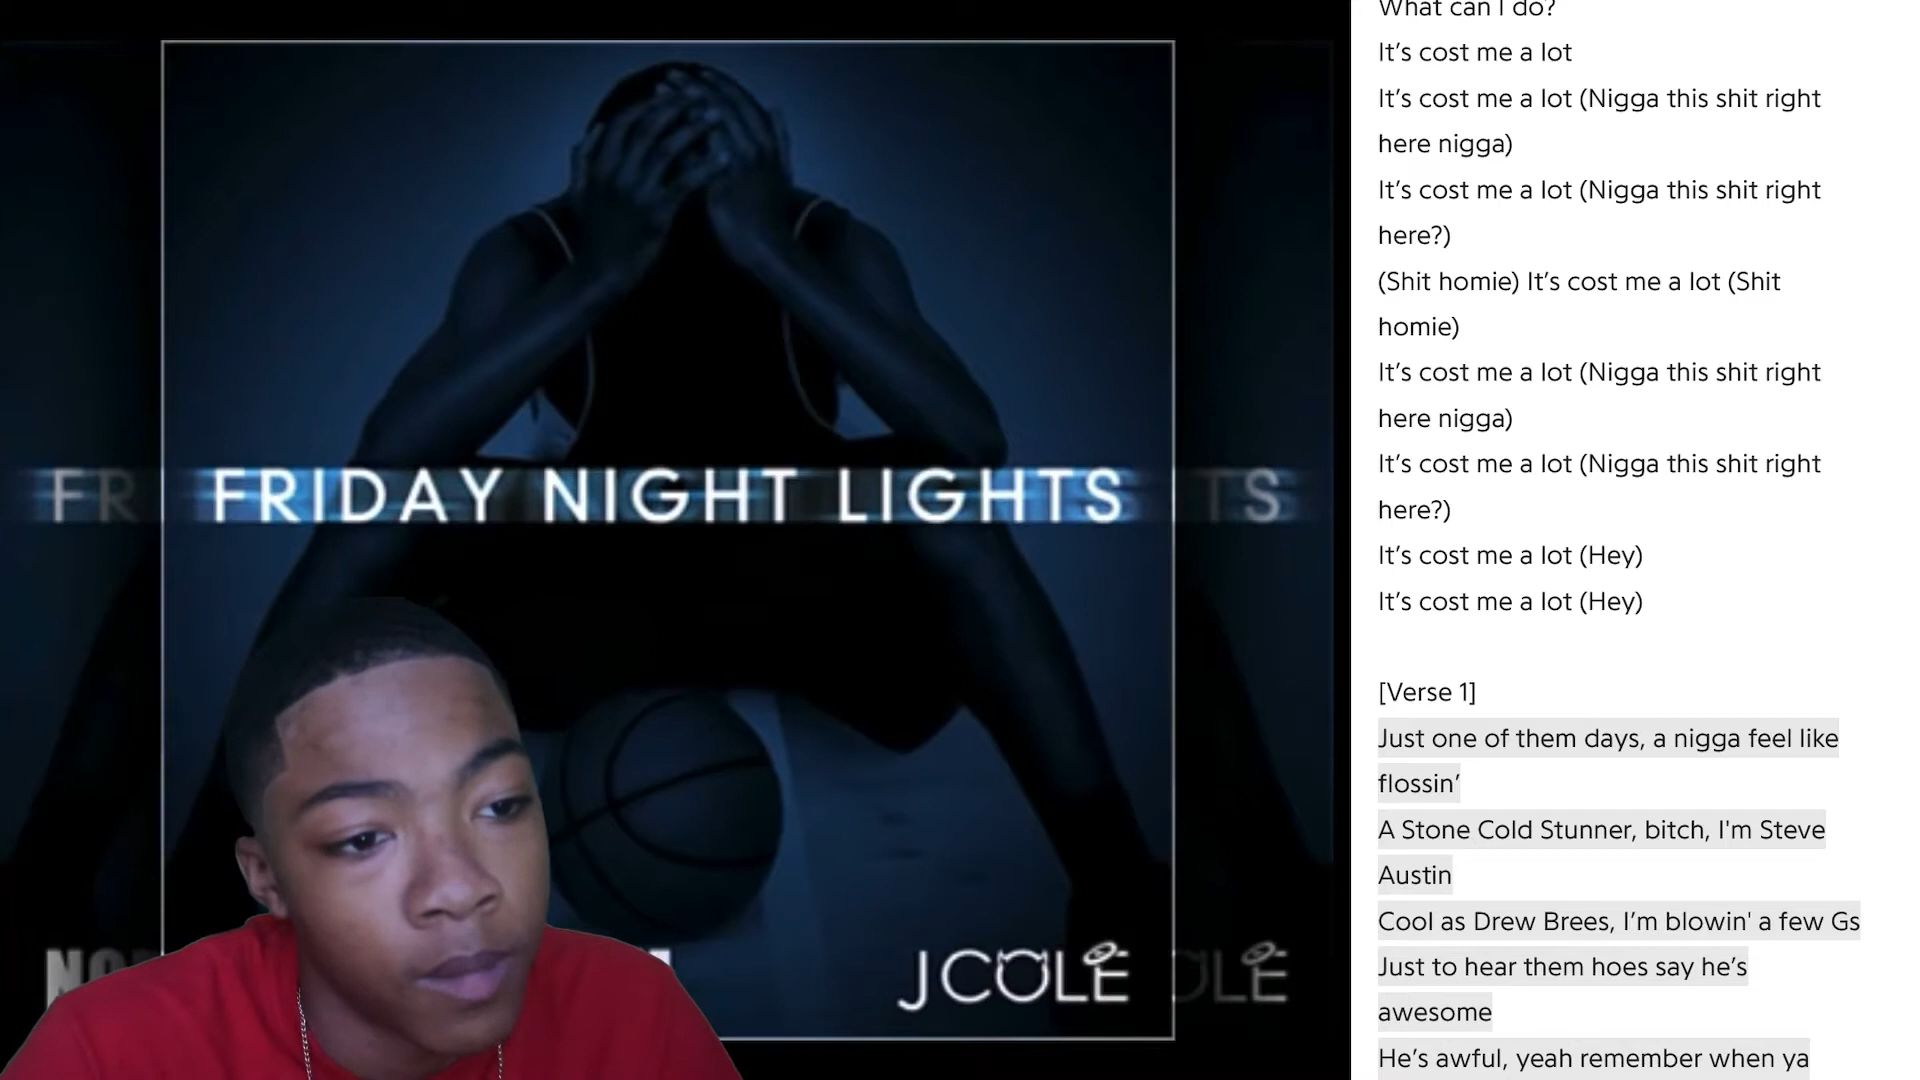 FRIDAY NIGHT LIGHTS
FR
TS
J COLE
OLE
What can I do?
It’s cost me a lot
It’s cost me a lot (Nigga this shit right
here nigga)
It’s cost me a lot (Nigga this shit right
here?)
(Shit homie) It’s cost me a lot (Shit
homie)
It’s cost me a lot (Nigga this shit right
here nigga)
It’s cost me a lot (Nigga this shit right
here?)
It’s cost me a lot (Hey)
It’s cost me a lot (Hey)
[Verse 1]
Just one of them days, a nigga feel like
flossin’
A Stone Cold Stunner, bitch, I'm Steve
Austin
Cool as Drew Brees, I’m blowin' a few Gs
Just to hear them hoes say he’s
awesome
He’s awful, yeah remember when ya